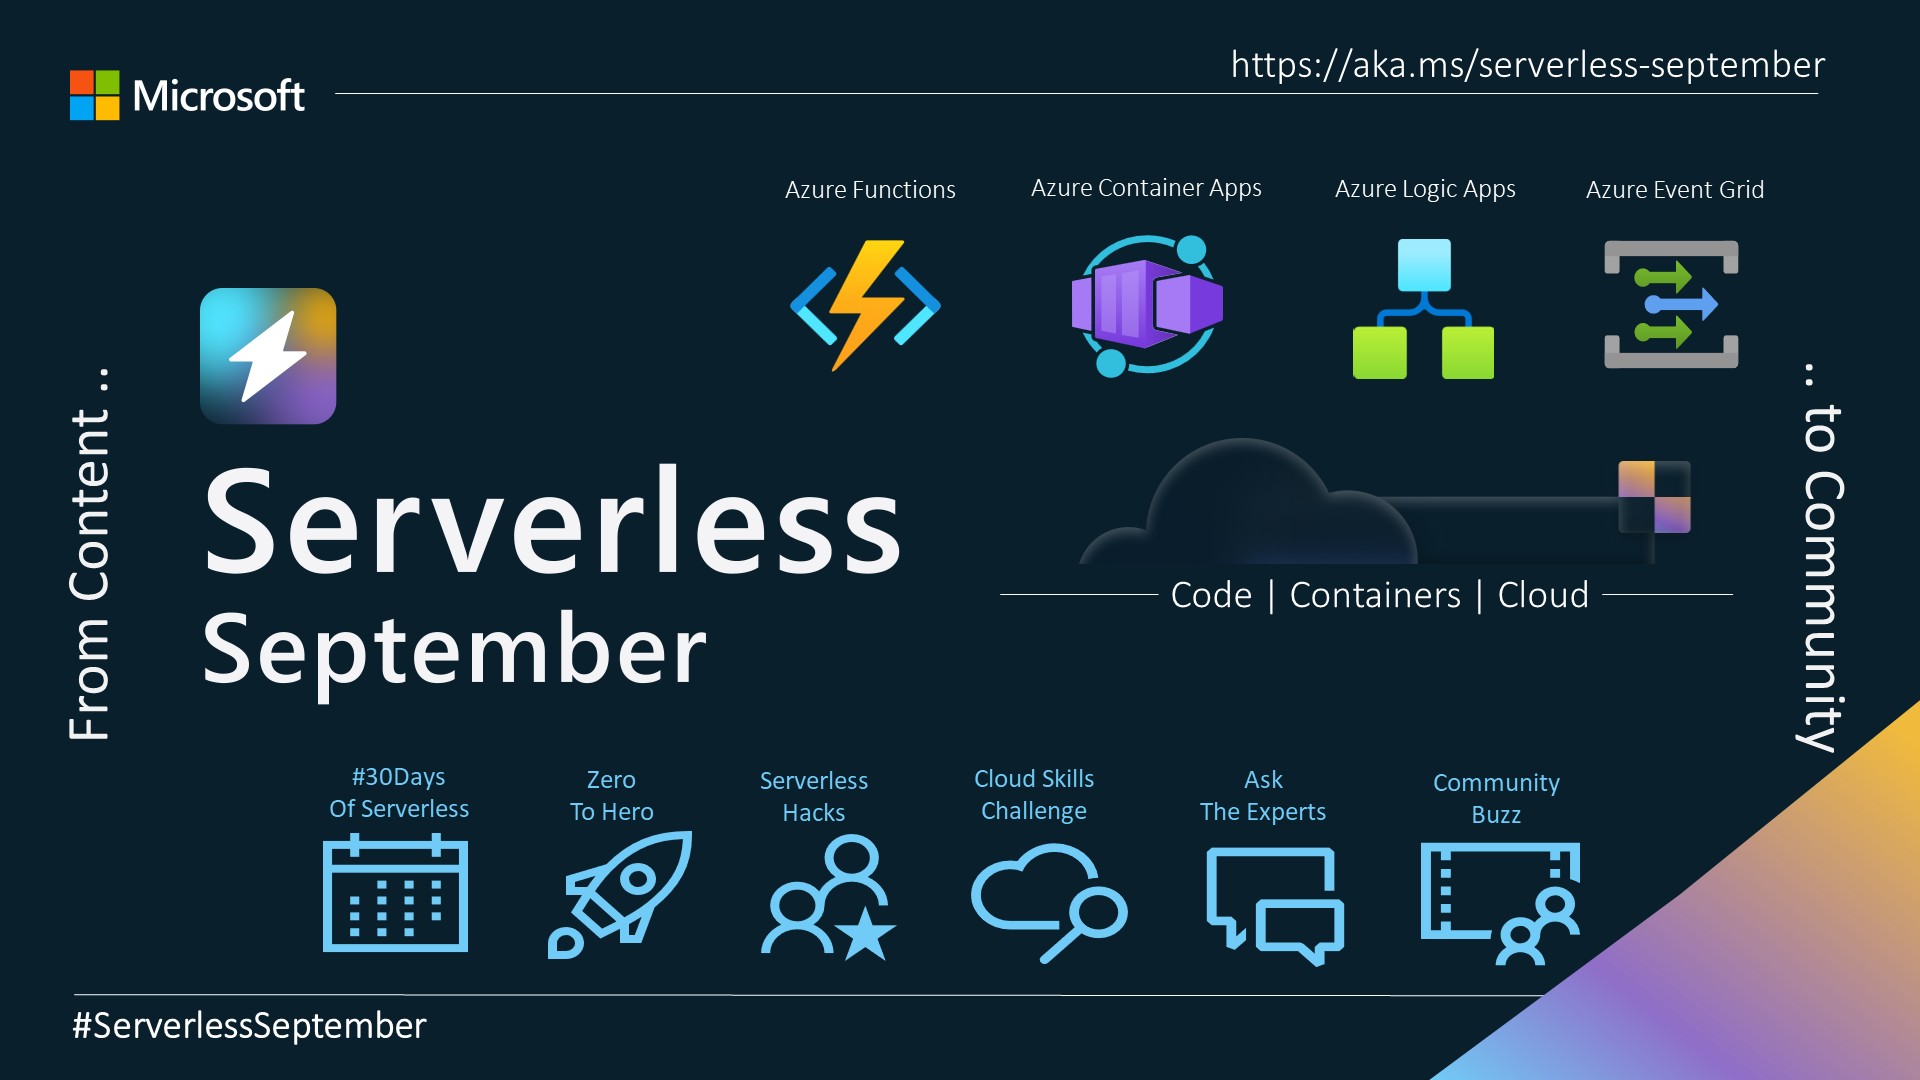 Microsoft
https://aka.ms/serverless-september
Azure Functions
Azure Container Apps
Azure Logic Apps
Azure Event Grid
From Content ..
Serverless
September
Code | Containers | Cloud
.. to Community
#30Days
Of Serverless
Zero
To Hero
Serverless
Hacks
Cloud Skills
Challenge
Ask
The Experts
Community
Buzz
#ServerlessSeptember